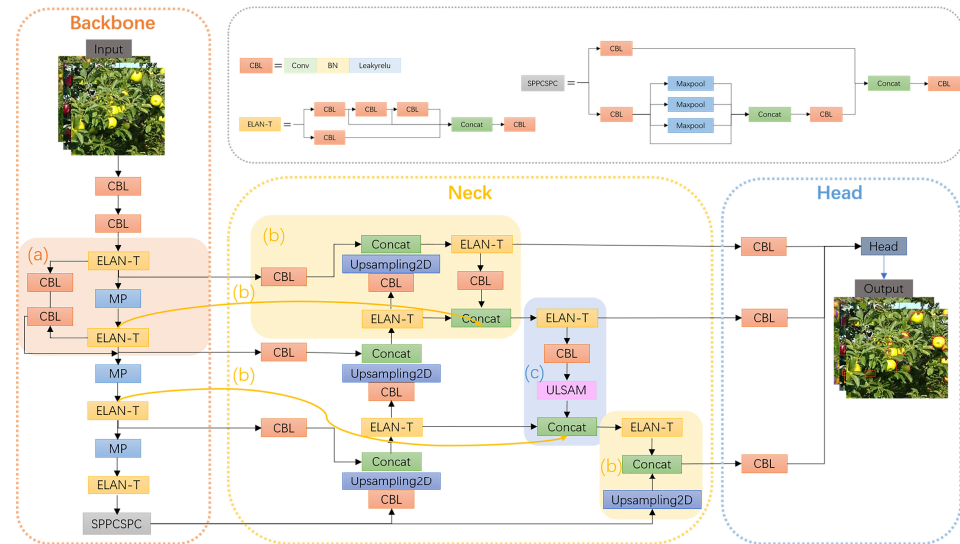 Backbone
Input
CBL
CBL
(a)
ELAN-T
CBL
MP
CBL
ELAN-T
MP
ELAN-T
MP
ELAN-T
SPPCSPC
CBL = Conv BN Leakyrelu
ELAN-T =
CBL CBL CBL
CBL
Concat CBL
SPPCSPC =
CBL
CBL
Maxpool
Maxpool
Maxpool
Concat CBL
Concat CBL
Neck
(b)
Concat ELAN-T
CBL
Upsampling2D
CBL
CBL
(b)
ELAN-T Concat
ELAN-T
CBL
Concat
CBL
Upsampling2D
(c)
ULSAM
CBL
(b)
CBL
ELAN-T
Concat
ELAN-T
Concat
(b)
Concat
Upsampling2D
CBL
Upsampling2D
Head
CBL
Head
Output
CBL
CBL